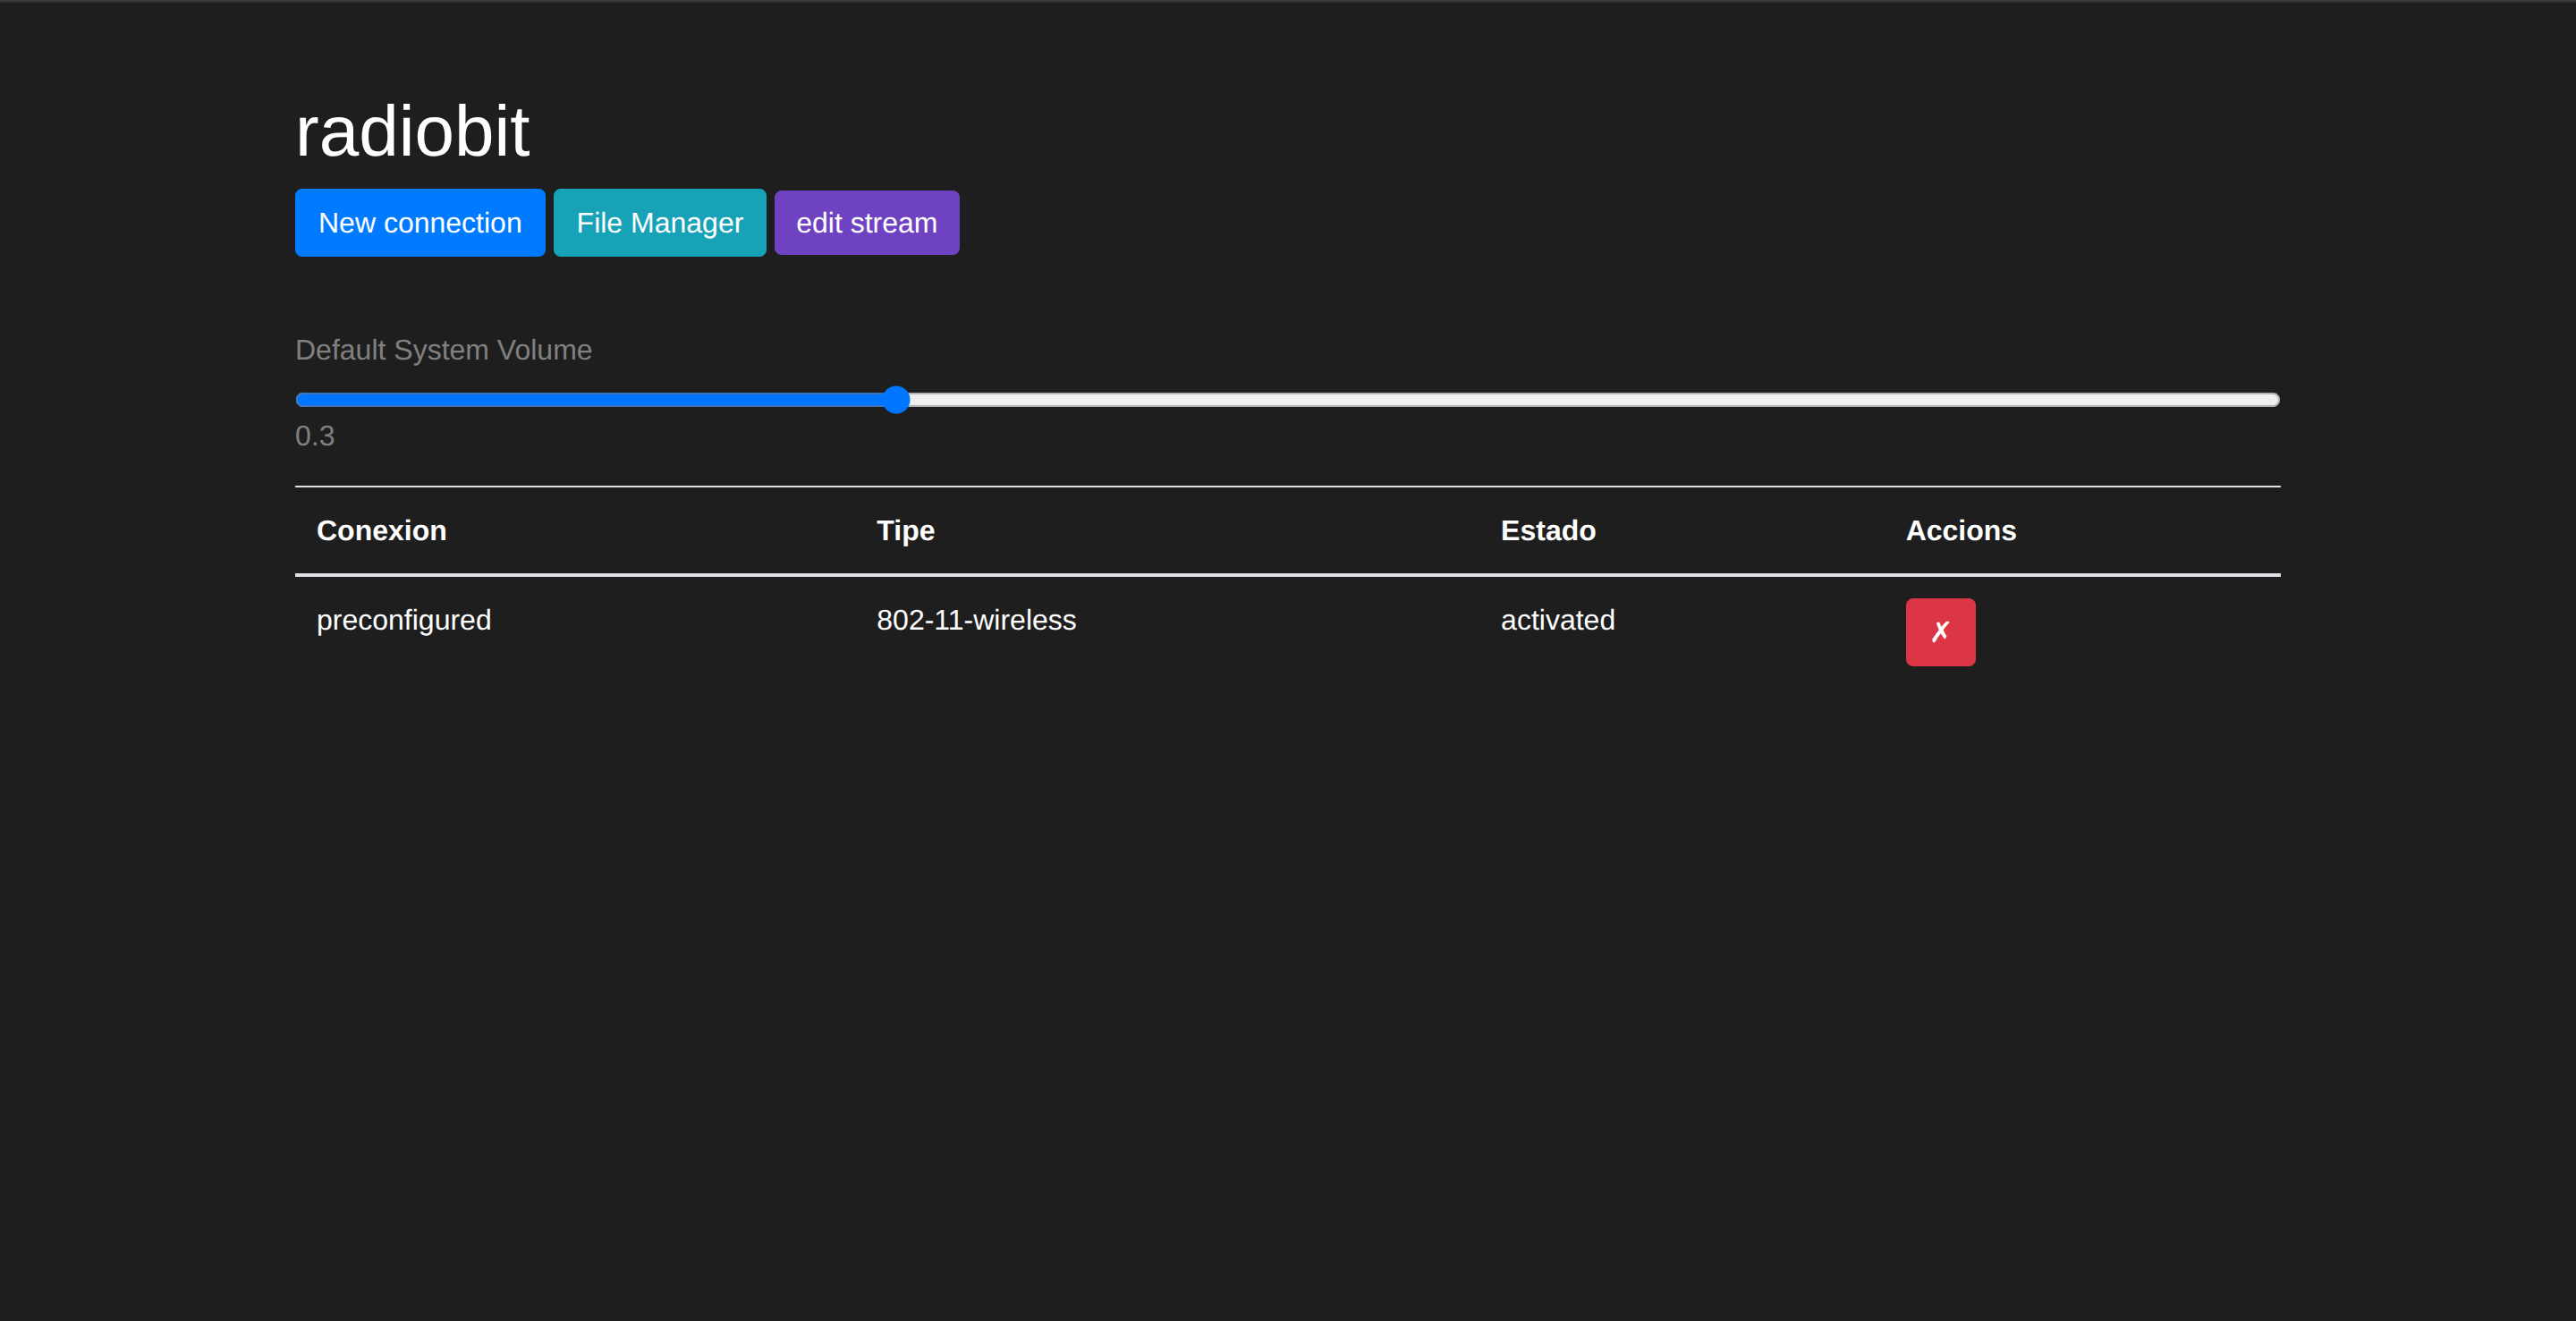 radiobit
New connection File Manager edit stream
Default System Volume
0.3
Conexion Tipe Estado Accions
preconfigured 802-11-wireless activated ✗